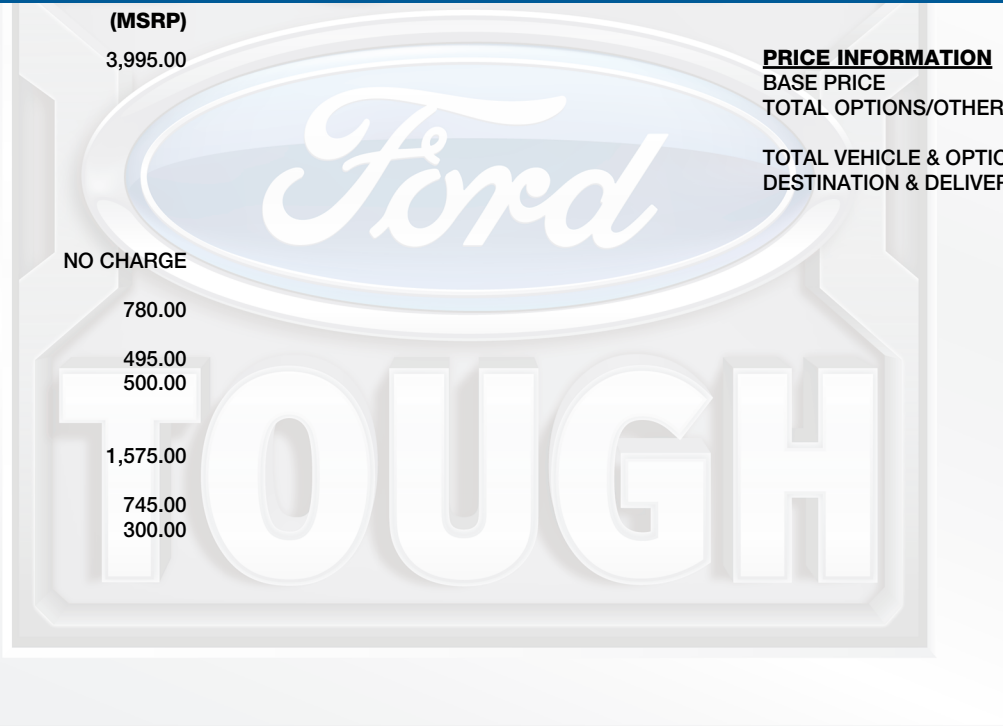 (MSRP)
3,995.00
NO CHARGE
780.00
495.00
500.00
1,575.00
745.00
300.00
PRICE INFORMATION
BASE PRICE
TOTAL OPTIONS/OTHER
TOTAL VEHICLE & OPTIO
DESTINATION & DELIVER
Ford
TOUGH